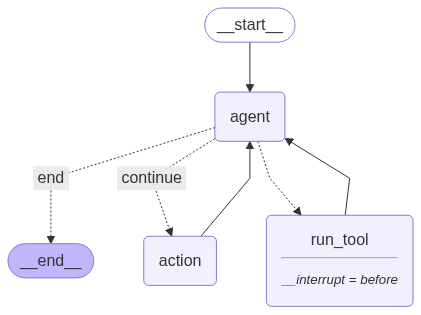 __start__
agent
end
continue
run_tool
__interrupt = before
__end__
action